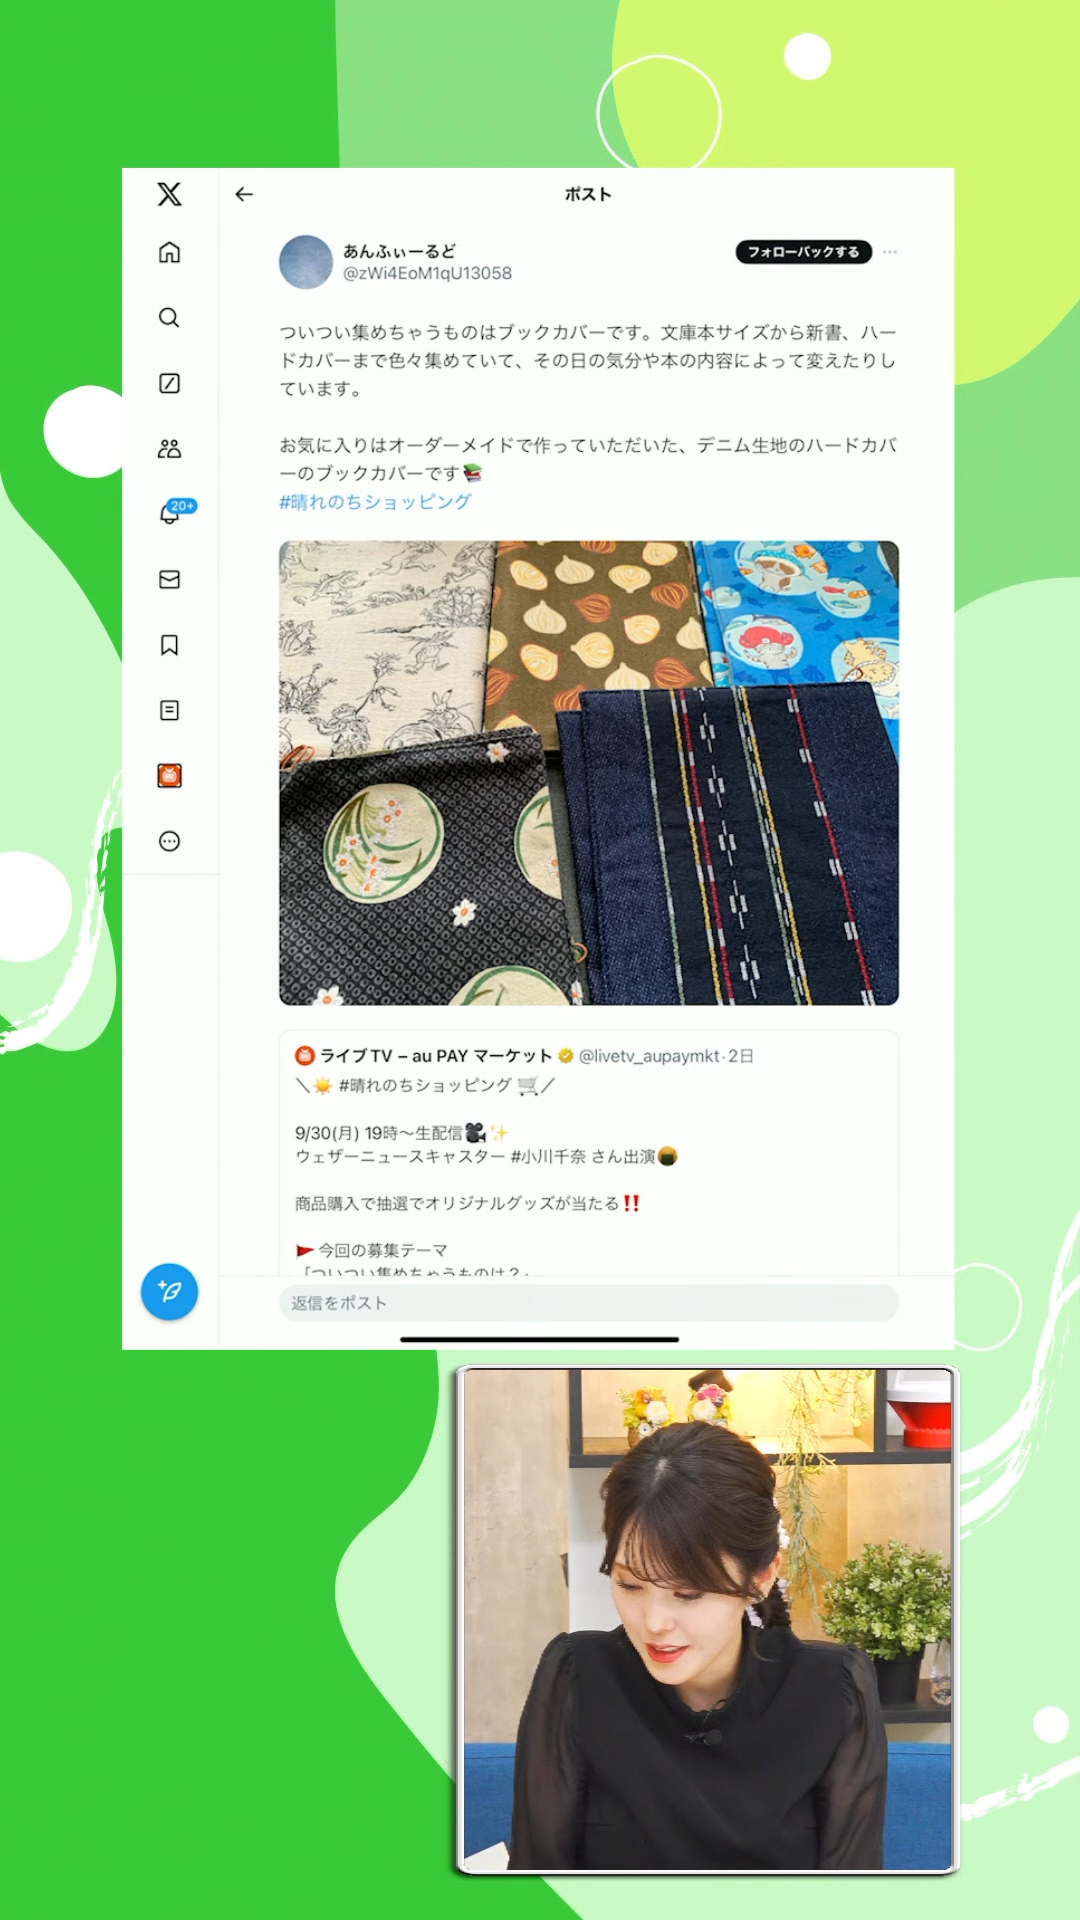 ポスト
あんふぃーるど
フォローバックする
@zWi4EoM1qU13058
ついつい集めちゃうものはブックカバーです。文庫本サイズから新書、ハー
ドカバーまで色々集めていて、その日の気分や本の内容によって変えたりし
ています。
お気に入りはオーダーメイドで作っていただいた、デニム生地のハードカバ
ーのブックカバーです📚
#晴れのちショッピング
20+
ライブTV – au PAY マーケット @livetv_aupaymkt·2日
＼☀️ #晴れのちショッピング 🛒／
9/30(月) 19時〜生配信🎥✨
ウェザーニュースキャスター #小川千奈 さん出演🍘
商品購入で抽選でオリジナルグッズが当たる‼️
🚩 今回の募集テーマ
「ついつい集めちゃうものは？」
返信をポスト